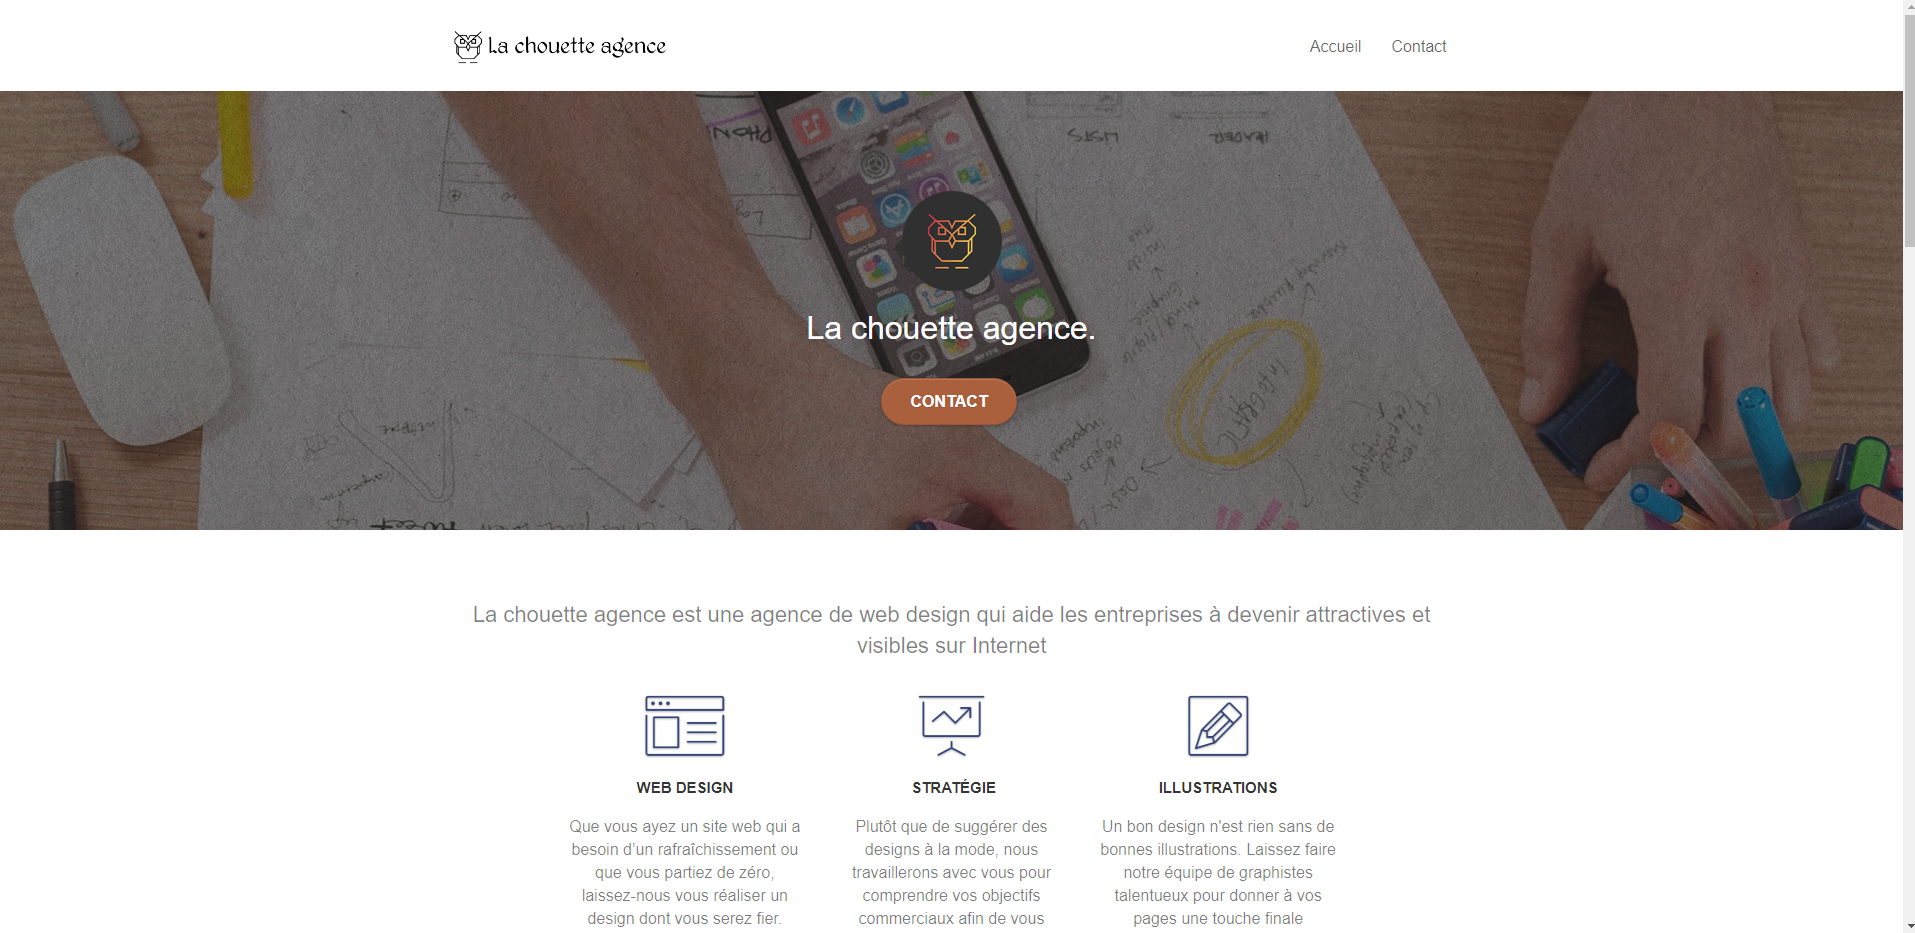 La chouette agence
Accueil
Contact
PHON
LISTS
HEADER
INFOGRAFIC
La chouette agence.
CONTACT
La chouette agence est une agence de web design qui aide les entreprises à devenir attractives et
visibles sur Internet
WEB DESIGN
Que vous ayez un site web qui a
besoin d’un rafraîchissement ou
que vous partiez de zéro,
laissez-nous vous réaliser un
design dont vous serez fier.
STRATÉGIE
Plutôt que de suggérer des
designs à la mode, nous
travaillerons avec vous pour
comprendre vos objectifs
commerciaux afin de vous
ILLUSTRATIONS
Un bon design n'est rien sans de
bonnes illustrations. Laissez faire
notre équipe de graphistes
talentueux pour donner à vos
pages une touche finale